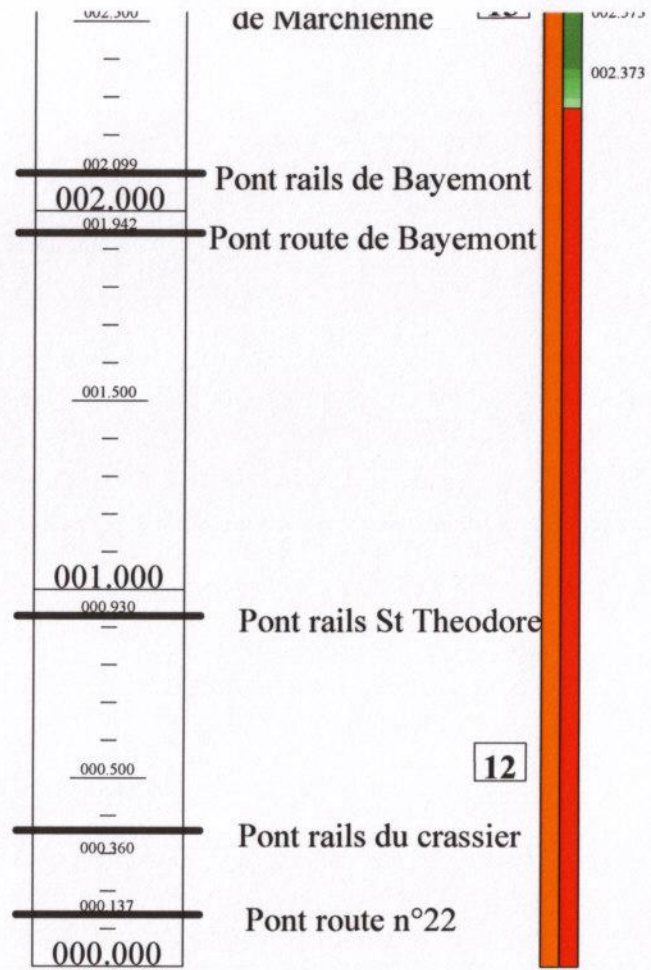 002.500 de Marchienne
002.373
002.099 Pont rails de Bayemont
002.000
001.942 Pont route de Bayemont
001.500
001.000
000.930 Pont rails St Theodore
000.500 12
000.360 Pont rails du crassier
000.137 Pont route n°22
000.000